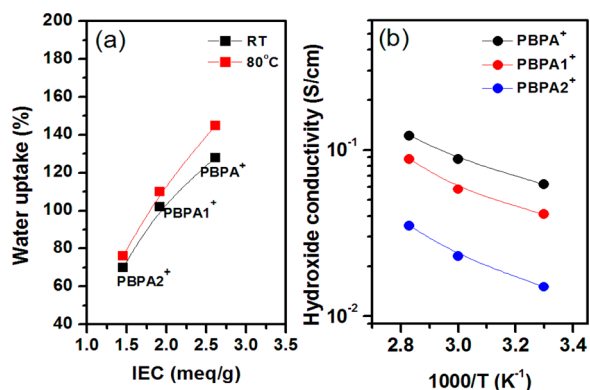 (a)
RT
80°C
Water uptake (%)
200
180
160
140
120
100
80
60
40
PBPA⁺
PBPA1⁺
PBPA2⁺
1.0 1.5 2.0 2.5 3.0 3.5
IEC (meq/g)
(b)
PBPA⁺
PBPA1⁺
PBPA2⁺
Hydroxide conductivity (S/cm)
10⁻¹
10⁻²
2.8 3.0 3.2 3.4
1000/T (K⁻¹)